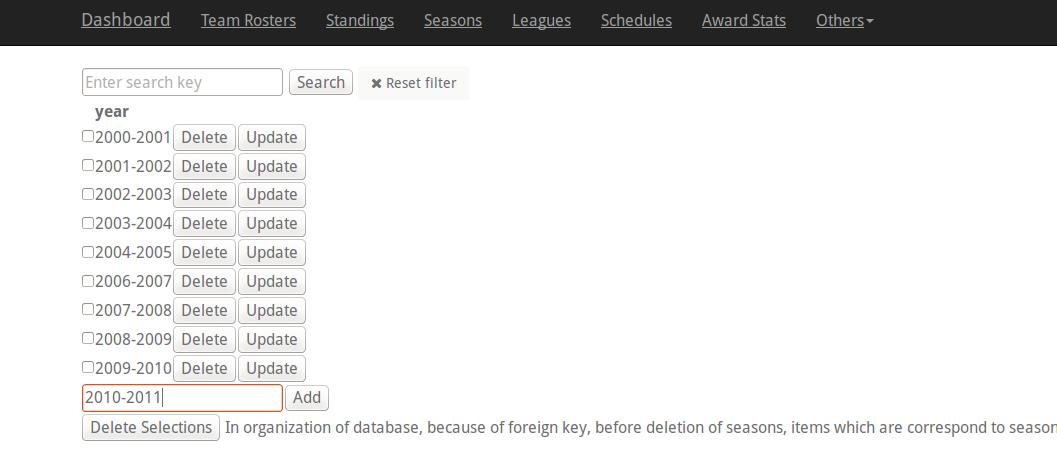 Dashboard Team Rosters Standings Seasons Leagues Schedules Award Stats Others
Enter search key Search ✖ Reset filter
year
2000-2001 Delete Update
2001-2002 Delete Update
2002-2003 Delete Update
2003-2004 Delete Update
2004-2005 Delete Update
2006-2007 Delete Update
2007-2008 Delete Update
2008-2009 Delete Update
2009-2010 Delete Update
2010-2011 Add
Delete Selections In organization of database, because of foreign key, before deletion of seasons, items which are correspond to season